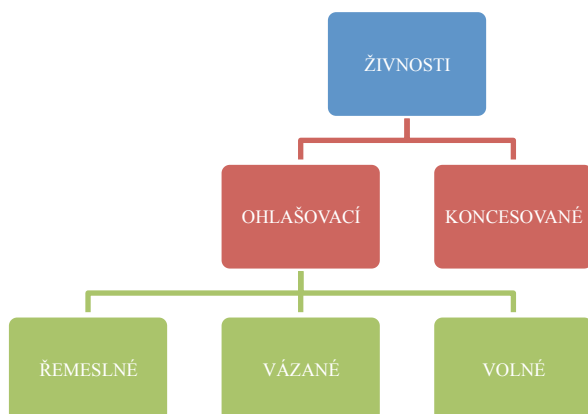 ŽIVNOSTI
OHLAŠOVACÍ
KONCESOVANÉ
ŘEMESLNÉ
VÁZANÉ
VOLNÉ